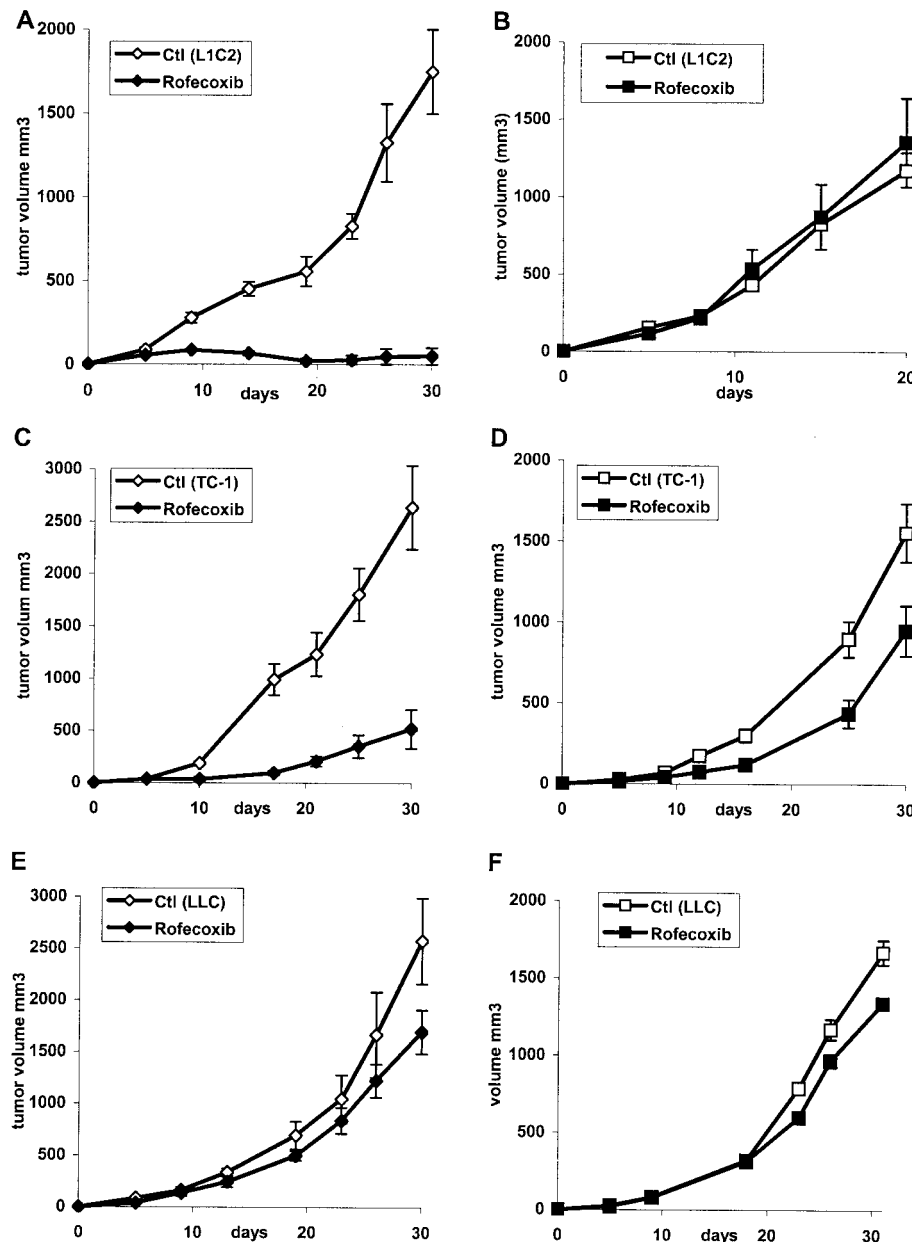 A
Ctl (L1C2)
Rofecoxib
tumor volume mm3
2000
1500
1000
500
0
0 10 20 30
days
B
Ctl (L1C2)
Rofecoxib
tumor volume (mm3)
2000
1500
1000
500
0
0 10 20
days
C
Ctl (TC-1)
Rofecoxib
tumor volum mm3
3000
2500
2000
1500
1000
500
0
0 10 20 30
days
D
Ctl (TC-1)
Rofecoxib
tumor volume mm3
2000
1500
1000
500
0
0 10 20 30
days
E
Ctl (LLC)
Rofecoxib
tumor volume mm3
3000
2500
2000
1500
1000
500
0
0 10 20 30
days
F
Ctl (LLC)
Rofecoxib
volume mm3
2000
1500
1000
500
0
0 10 20 30
days